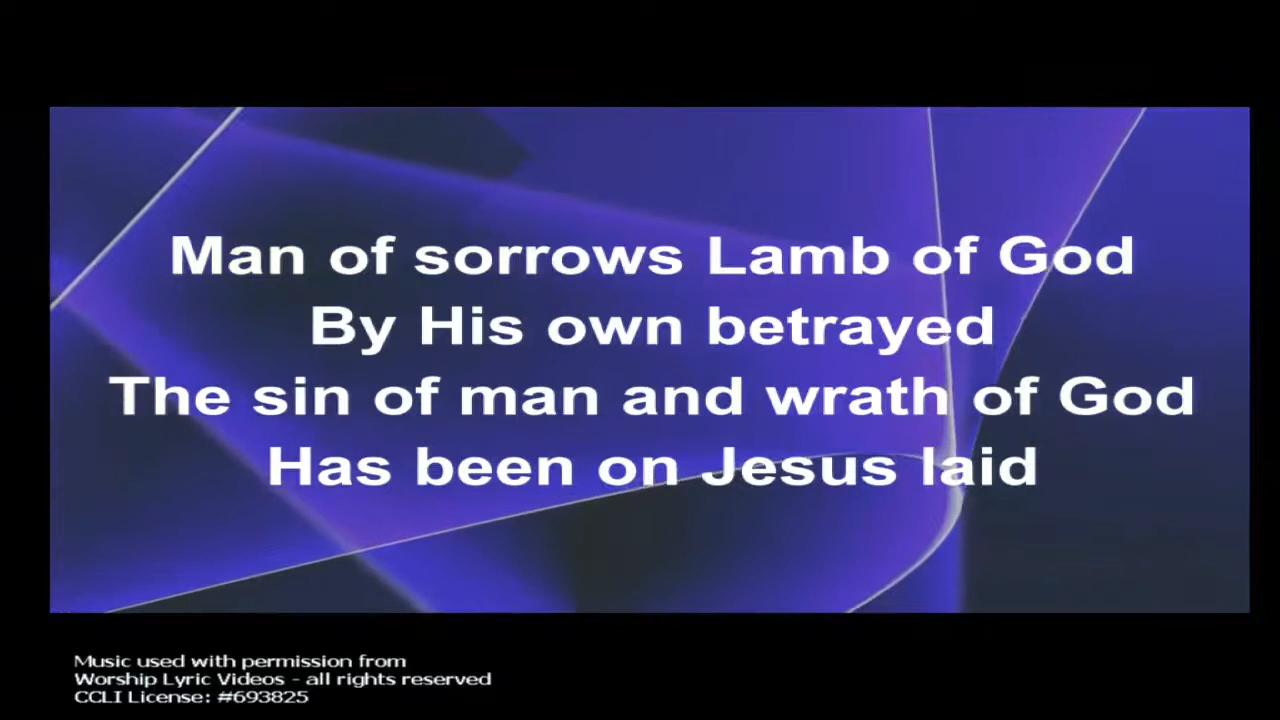 Man of sorrows Lamb of God
By His own betrayed
The sin of man and wrath of God
Has been on Jesus laid
Music used with permission from
Worship Lyric Videos - all rights reserved
CCLI License: #693825